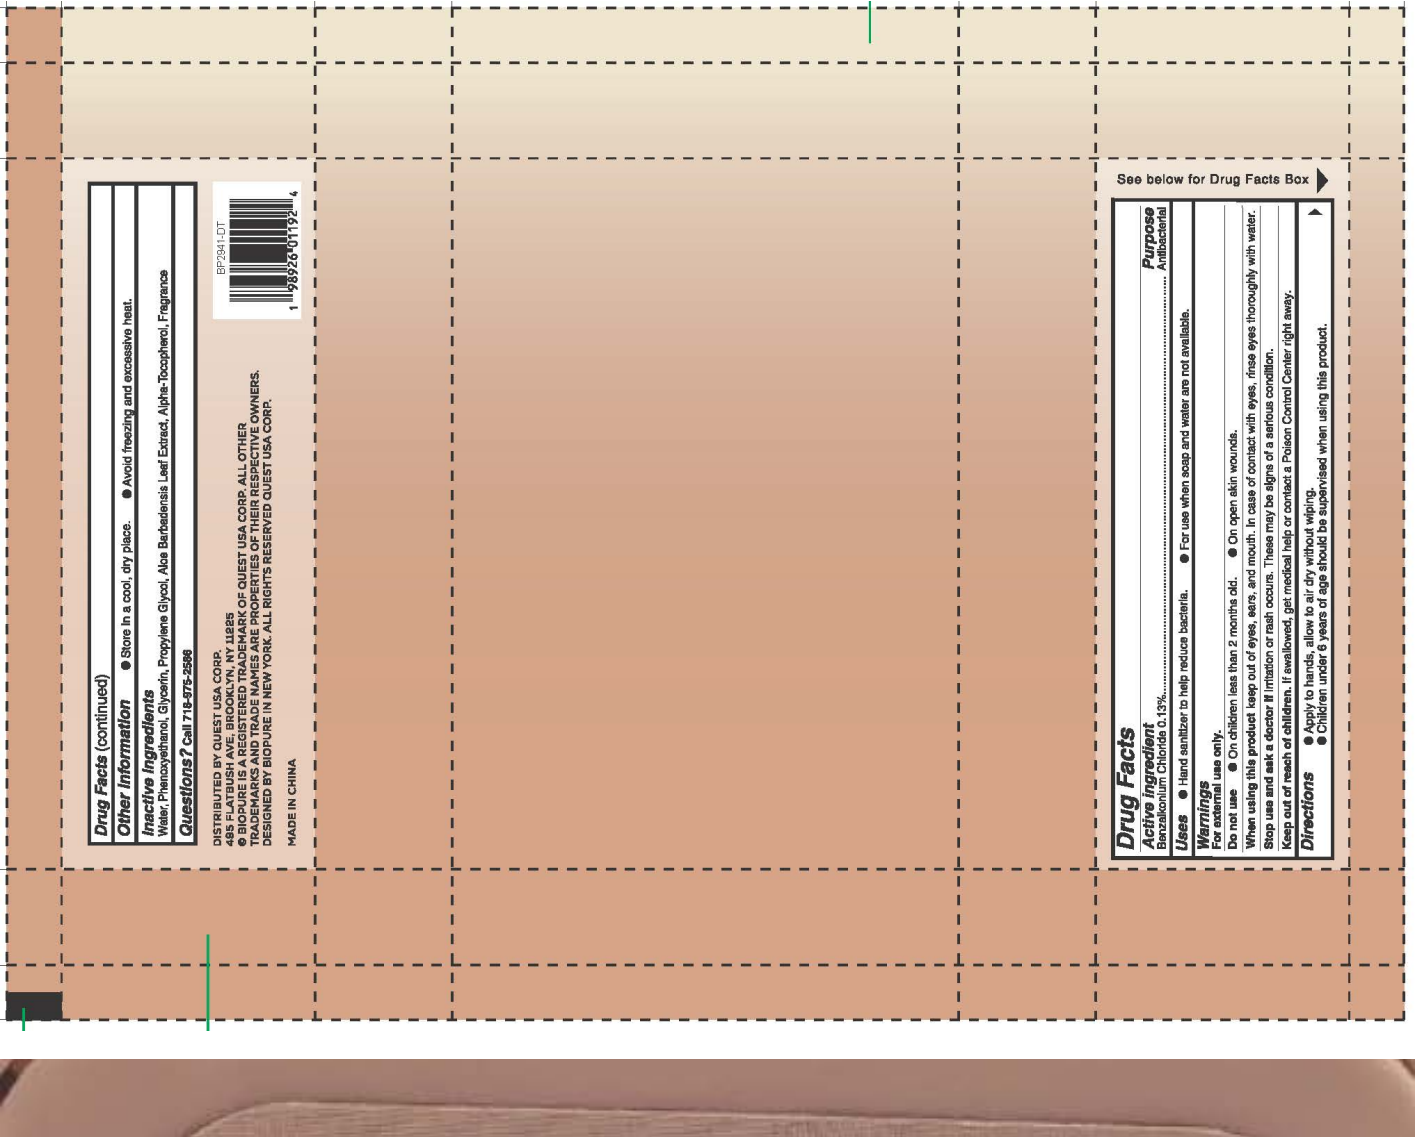 See below for Drug Facts Box
Drug Facts
Active ingredient Purpose
Benzalkonium Chloride 0.13% Antibacterial
Uses ● Hand sanitizer to help reduce bacteria. ● For use when soap and water are not available.
Warnings
For external use only.
Do not use ● On children less than 2 months old. ● On open skin wounds.
When using this product keep out of eyes, ears, and mouth. In case of contact with eyes, rinse eyes thoroughly with water.
Stop use and ask a doctor if irritation or rash occurs. These may be signs of a serious condition.
Keep out of reach of children. If swallowed, get medical help or contact a Poison Control Center right away.
Directions ● Apply to hands, allow to air dry without wiping.
● Children under 6 years of age should be supervised when using this product.
Drug Facts (continued)
Other Information ● Store in a cool, dry place. ● Avoid freezing and excessive heat.
Inactive Ingredients
Water, Phenoxyethanol, Glycerin, Propylene Glycol, Aloe Barbadensis Leaf Extract, Alpha-Tocopherol, Fragrance
Questions? Call 718-975-2586
DISTRIBUTED BY QUEST USA CORP.
485 FLATBUSH AVE, BROOKLYN, NY 11225
© BIOPURE IS A REGISTERED TRADEMARK OF QUEST USA CORP. ALL OTHER
TRADEMARKS AND TRADE NAMES ARE PROPERTIES OF THEIR RESPECTIVE OWNERS.
DESIGNED BY BIOPURE IN NEW YORK. ALL RIGHTS RESERVED QUEST USA CORP.
MADE IN CHINA
BP2941-DT
1 98926 01192 4